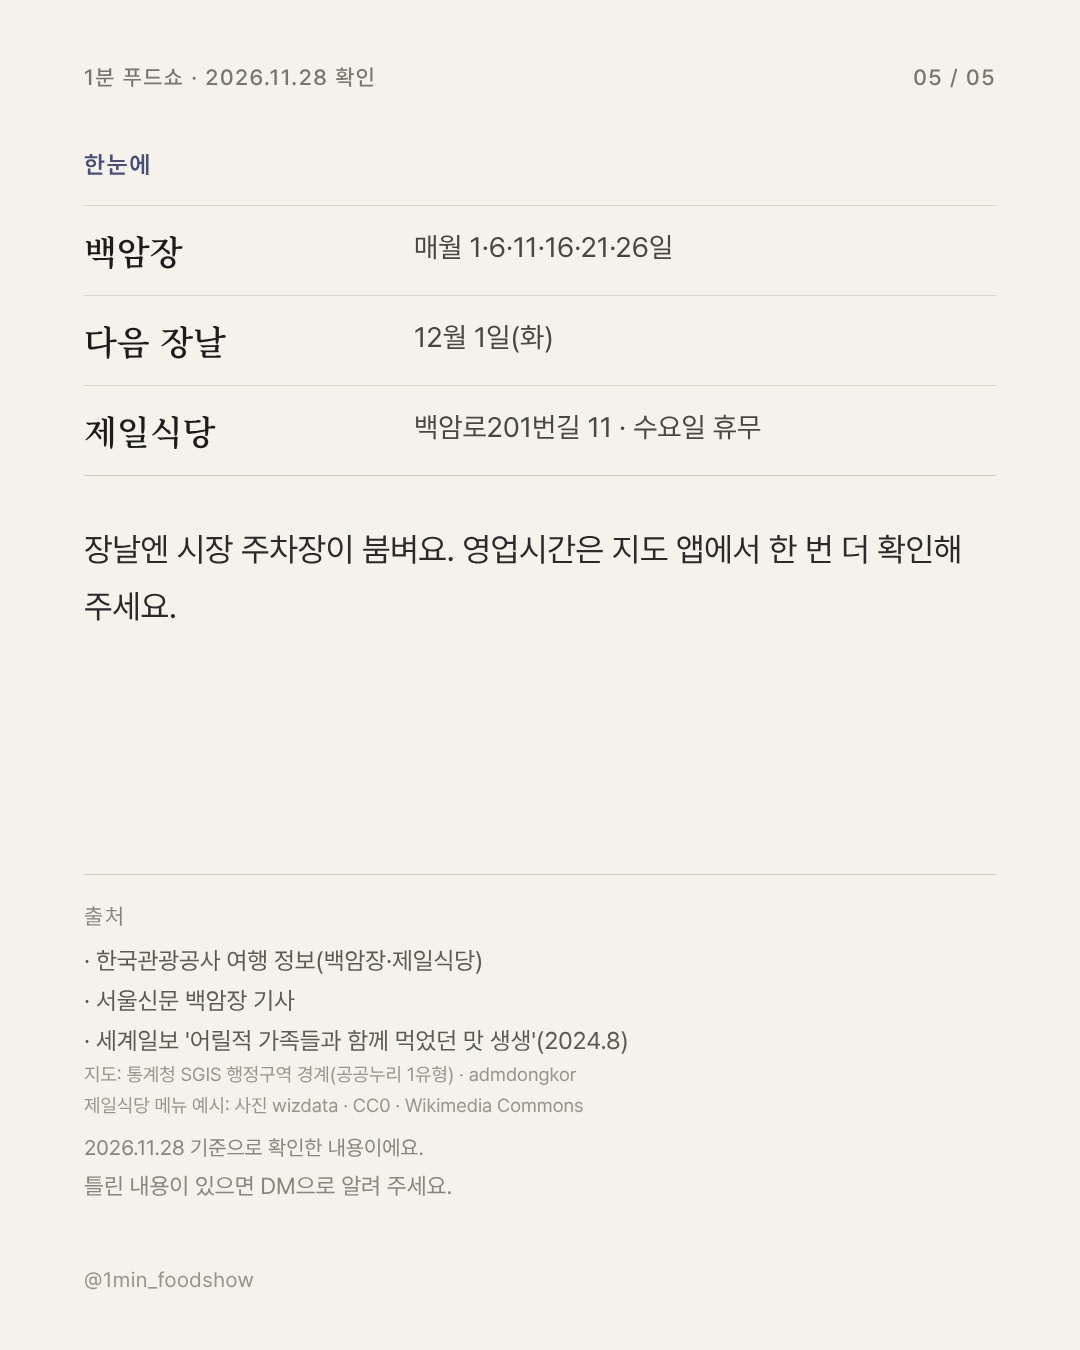 1분 푸드쇼 · 2026.11.28 확인
05 / 05
한눈에
백암장
매월 1·6·11·16·21·26일
다음 장날
12월 1일(화)
제일식당
백암로201번길 11 · 수요일 휴무
장날엔 시장 주차장이 붐벼요. 영업시간은 지도 앱에서 한 번 더 확인해
주세요.
출처
· 한국관광공사 여행 정보(백암장·제일식당)
· 서울신문 백암장 기사
· 세계일보 '어릴적 가족들과 함께 먹었던 맛 생생'(2024.8)
지도: 통계청 SGIS 행정구역 경계(공공누리 1유형) · admdongkor
제일식당 메뉴 예시: 사진 wizdata · CC0 · Wikimedia Commons
2026.11.28 기준으로 확인한 내용이에요.
틀린 내용이 있으면 DM으로 알려 주세요.
@1min_foodshow